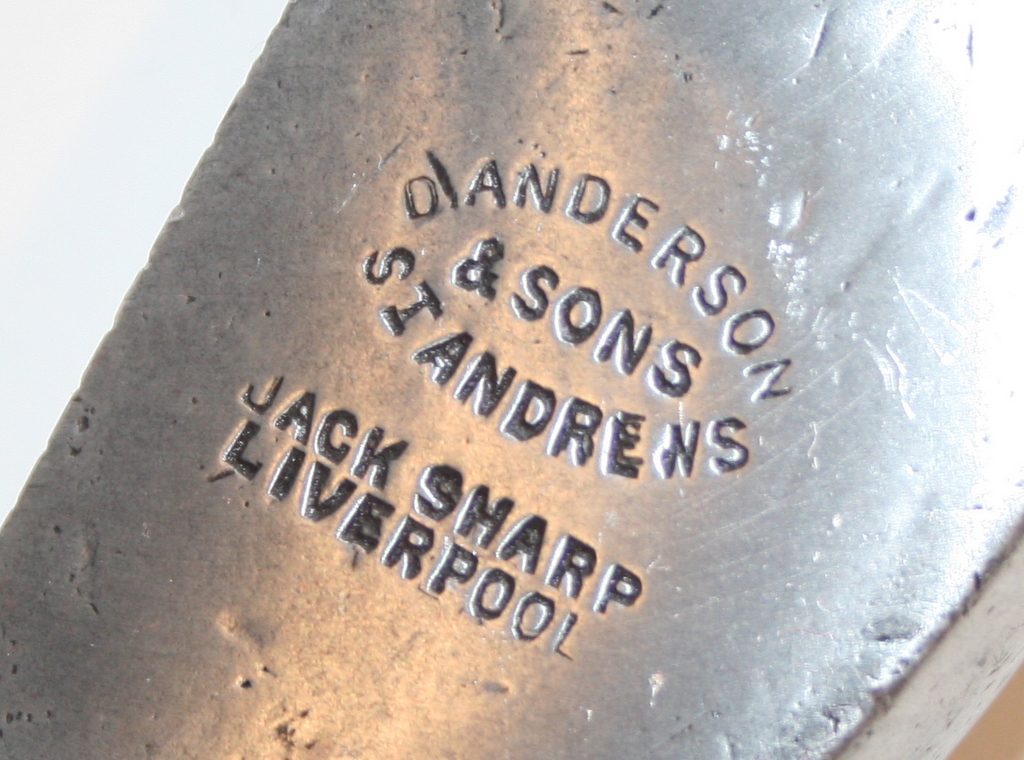 D ANDERSON
& SONS
ST ANDREWS
JACK SHARP
LIVERPOOL